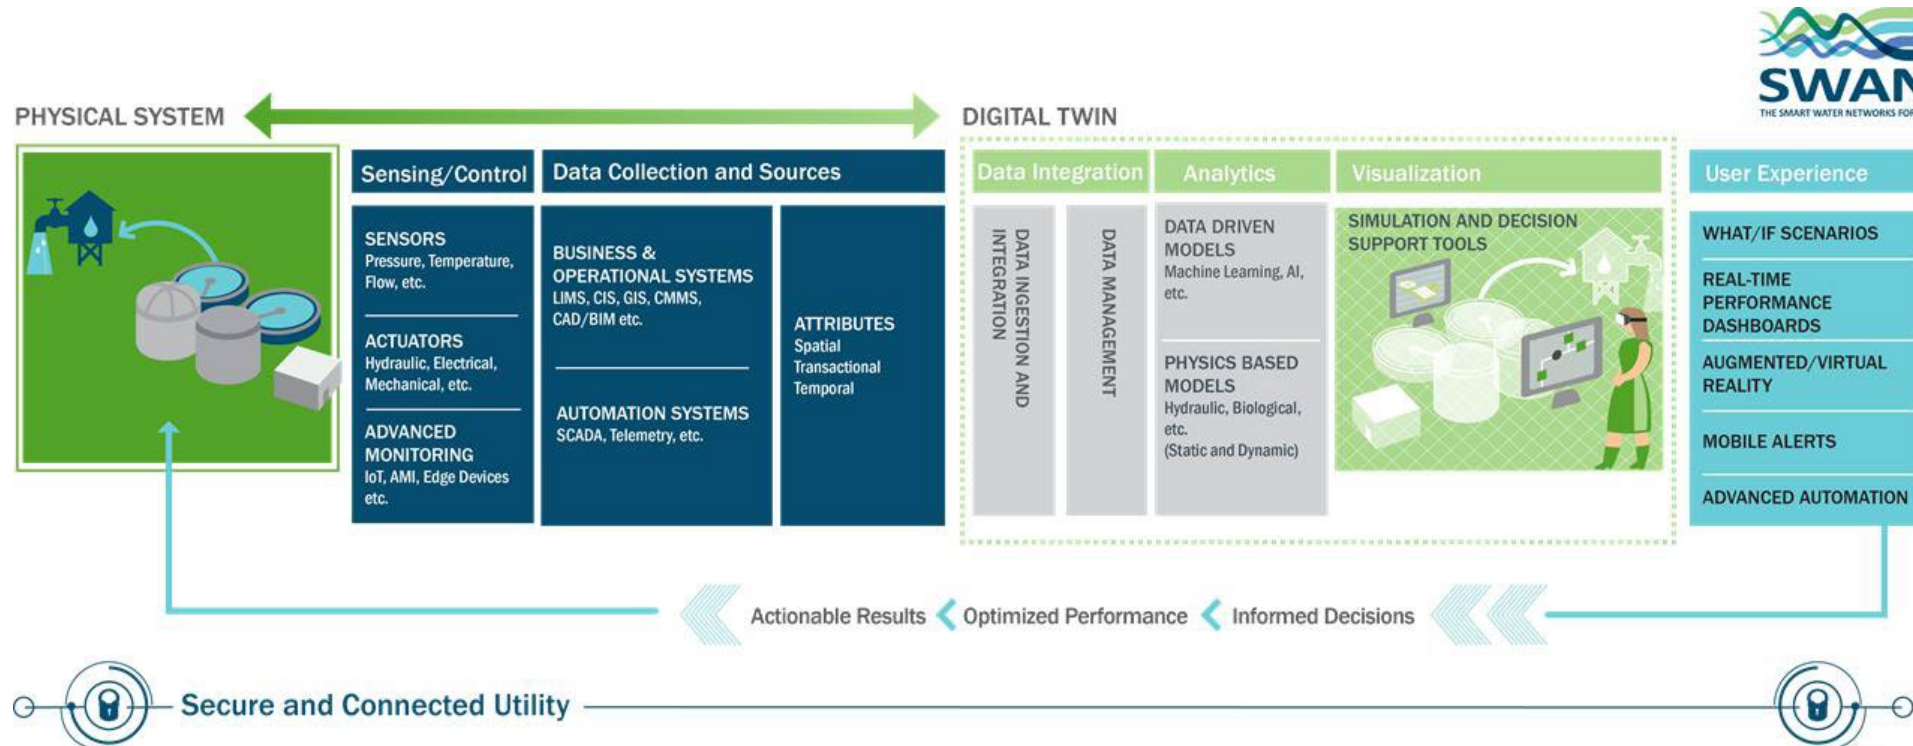 SWAN
THE SMART WATER NETWORKS FOR
PHYSICAL SYSTEM
DIGITAL TWIN
Sensing/Control
SENSORS
Pressure, Temperature,
Flow, etc.
ACTUATORS
Hydraulic, Electrical,
Mechanical, etc.
ADVANCED
MONITORING
IoT, AMI, Edge Devices
etc.
Data Collection and Sources
BUSINESS &
OPERATIONAL SYSTEMS
LIMS, CIS, GIS, CMMS,
CAD/BIM etc.
AUTOMATION SYSTEMS
SCADA, Telemetry, etc.
ATTRIBUTES
Spatial
Transactional
Temporal
Data Integration
DATA INGESTION AND
INTEGRATION
DATA MANAGEMENT
Analytics
DATA DRIVEN
MODELS
Machine Learning, AI,
etc.
PHYSICS BASED
MODELS
Hydraulic, Biological,
etc.
(Static and Dynamic)
Visualization
SIMULATION AND DECISION
SUPPORT TOOLS
User Experience
WHAT/IF SCENARIOS
REAL-TIME
PERFORMANCE
DASHBOARDS
AUGMENTED/VIRTUAL
REALITY
MOBILE ALERTS
ADVANCED AUTOMATION
Actionable Results
Optimized Performance
Informed Decisions
Secure and Connected Utility